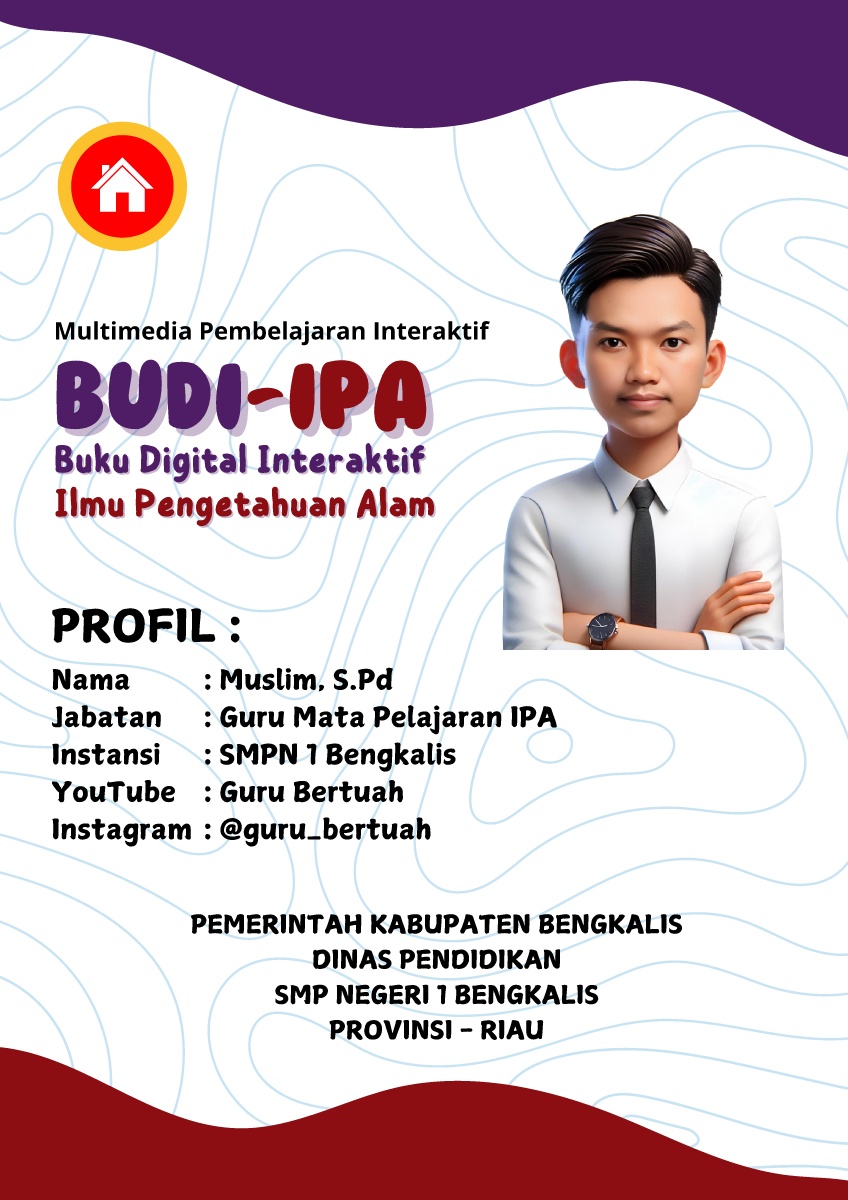 Multimedia Pembelajaran Interaktif
BUDI-IPA
Buku Digital Interaktif
Ilmu Pengetahuan Alam
PROFIL :
Nama : Muslim, S.Pd
Jabatan : Guru Mata Pelajaran IPA
Instansi : SMPN 1 Bengkalis
YouTube : Guru Bertuah
Instagram : @guru_bertuah
PEMERINTAH KABUPATEN BENGKALIS
DINAS PENDIDIKAN
SMP NEGERI 1 BENGKALIS
PROVINSI - RIAU